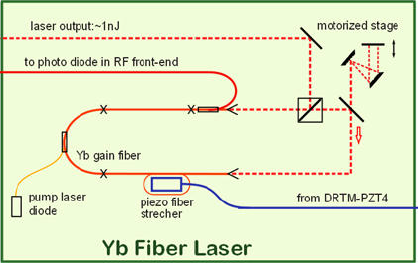 laser output:~1nJ
motorized stage
to photo diode in RF front-end
Yb gain fiber
pump laser
diode
piezo fiber
strecher
from DRTM-PZT4
Yb Fiber Laser